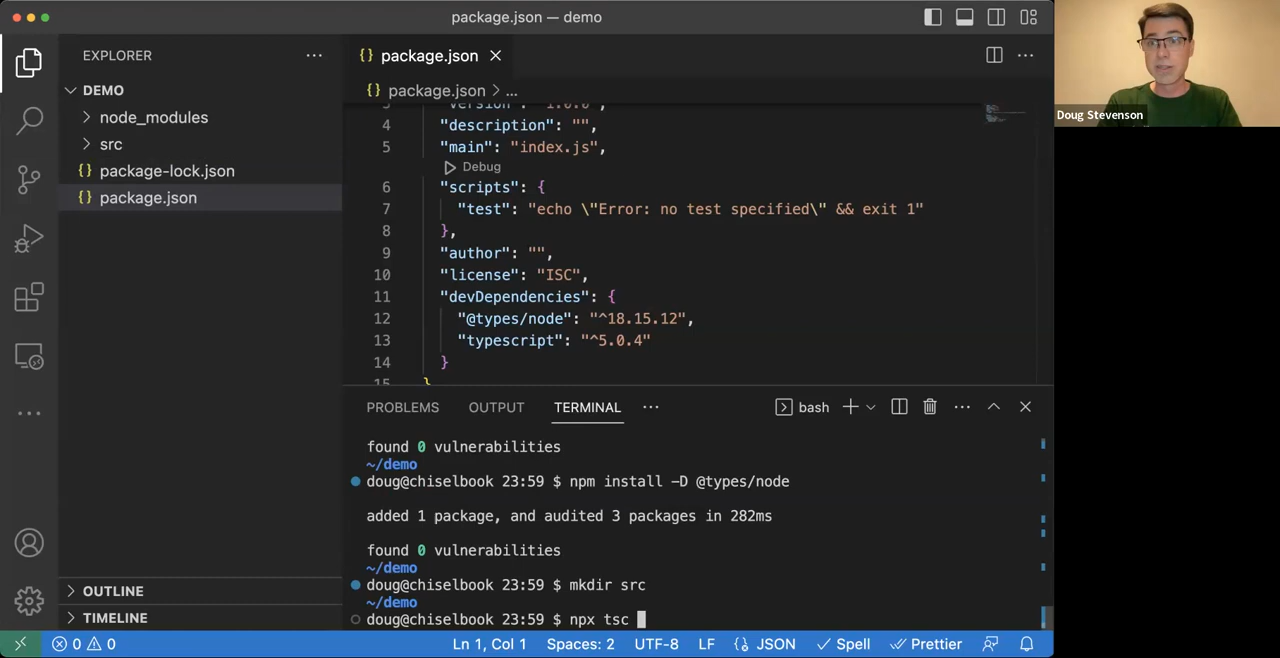 package.json — demo
EXPLORER
DEMO
node_modules
src
package-lock.json
package.json
OUTLINE
TIMELINE
{} package.json
{} package.json > ...
3 "version": "1.0.0",
4 "description": "",
5 "main": "index.js",
Debug
6 "scripts": {
7 "test": "echo \"Error: no test specified\" && exit 1"
8 },
9 "author": "",
10 "license": "ISC",
11 "devDependencies": {
12 "@types/node": "^18.15.12",
13 "typescript": "^5.0.4"
14 }
15 }
PROBLEMS OUTPUT TERMINAL ... bash
found 0 vulnerabilities
~/demo
doug@chiselbook 23:59 $ npm install -D @types/node
added 1 package, and audited 3 packages in 282ms
found 0 vulnerabilities
~/demo
doug@chiselbook 23:59 $ mkdir src
~/demo
doug@chiselbook 23:59 $ npx tsc
0 0 Ln 1, Col 1 Spaces: 2 UTF-8 LF {} JSON Spell Prettier
Doug Stevenson